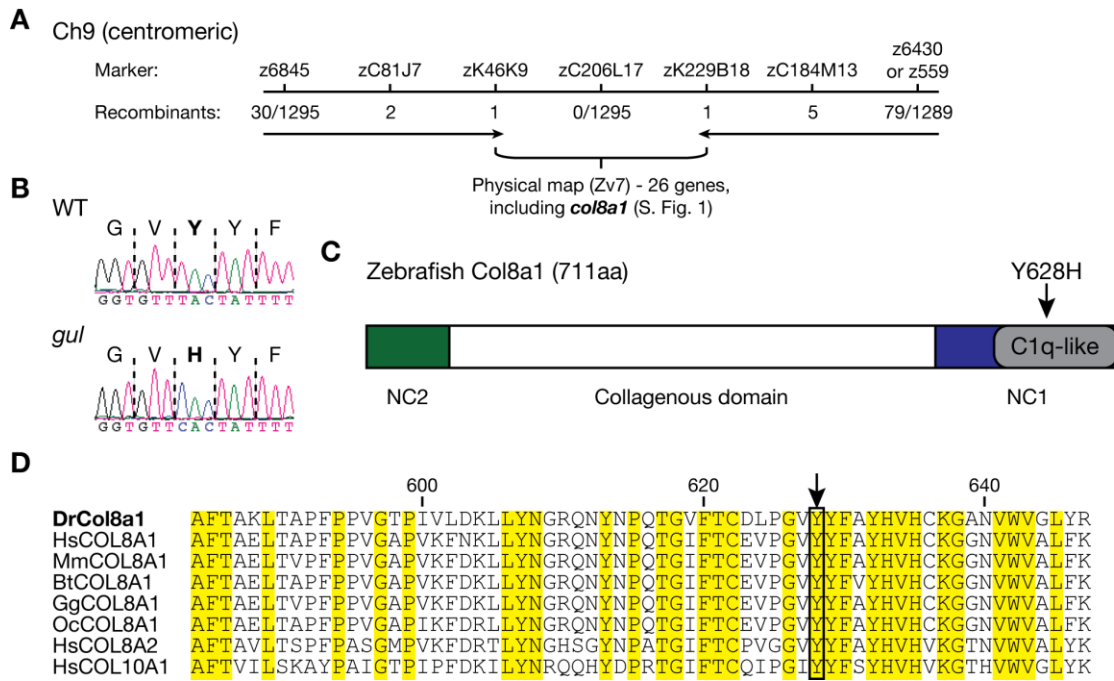 A
Ch9 (centromeric)
Marker: z6845 zC81J7 zK46K9 zC206L17 zK229B18 zC184M13 z6430 or z559
Recombinants: 30/1295 2 1 0/1295 1 5 79/1289
Physical map (Zv7) - 26 genes,
including col8a1 (S. Fig. 1)
B
WT
G V Y Y F
GGTGTTTACTATTTT
gul
G V H Y F
GGTGTTCACTATTTT
C
Zebrafish Col8a1 (711aa)
Y628H
C1q-like
NC2 Collagenous domain NC1
D
600 620 640
DrCol8a1 AFTAKLTAPFPPVGTPIVLDKLLYNGRQNYNPQTGVFTCDLPGVYYFAYHVHCKGANVWVGLYR
HsCOL8A1 AFTAELTAPFPPVGAPVKFNKLLYNGRQNYNPQTGIFTCEVPGVYYFAYHVHCKGGNVWVALFK
MmCOL8A1 AFTAELTVPFPPVGAPVKFDKLLYNGRQNYNPQTGIFTCEVPGVYYFAYHVHCKGGNVWVALFK
BtCOL8A1 AFTAELTAPFPPVGAPVKFDKLLYNGRQNYNPQTGIFTCEVPGVYYFVYHVHCKGGNVWVALFK
GgCOL8A1 AFTAELTVPFPPVGAPVKFDKLLYNGRQNYNPQTGIFTCEVPGVYYFAYHVHCKGGNVWVALFK
OcCOL8A1 AFTAELTAPFPPVGAPVKFDRLLYNGRQNYNPQTGIFTCEVPGVYYFAYHVHCKGGNVWVALFK
HsCOL8A2 AFTAVLTSPFPASGMPVKFDRTLYNGHSGYNPATGIFTCPVGGVYYFAYHVHVKGTNVWVALYK
HsCOL10A1 AFTVILSKAYPAIGTPIPFDKILYNRQQHYDPRTGIFTCQIPGIYYFSYHVHVKGTHVWVGLYK